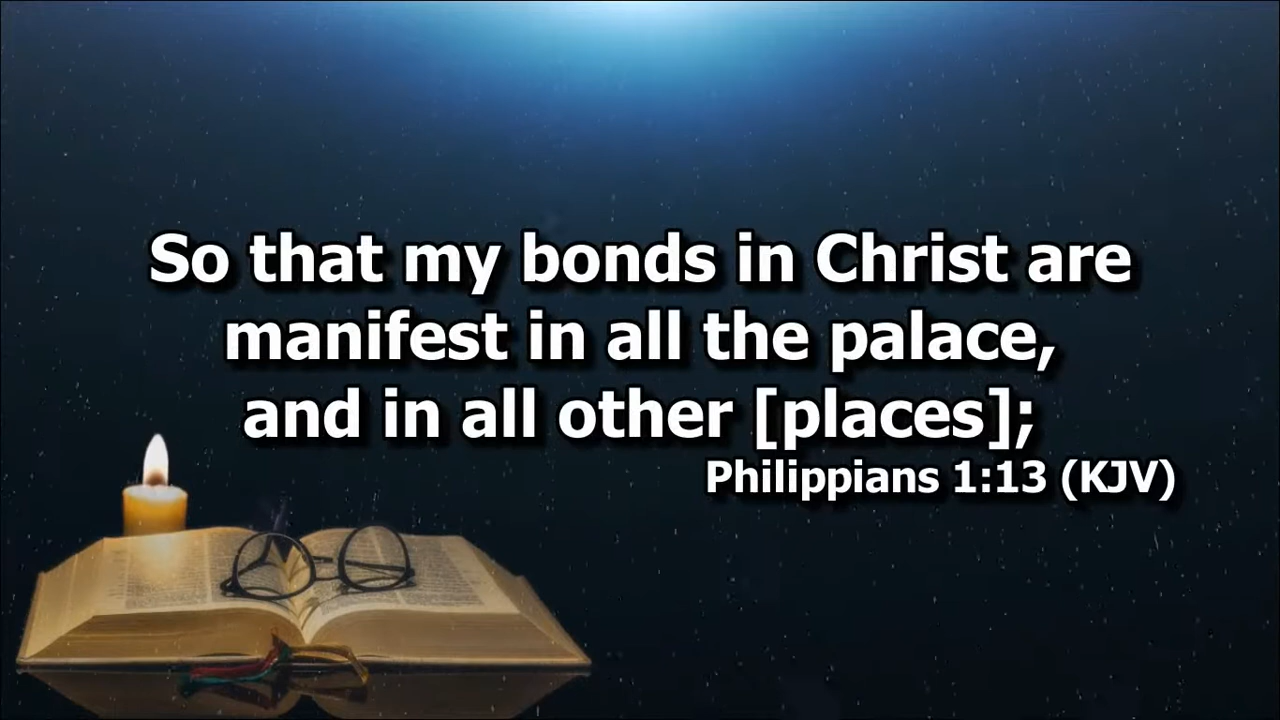 So that my bonds in Christ are
manifest in all the palace,
and in all other [places];
Philippians 1:13 (KJV)